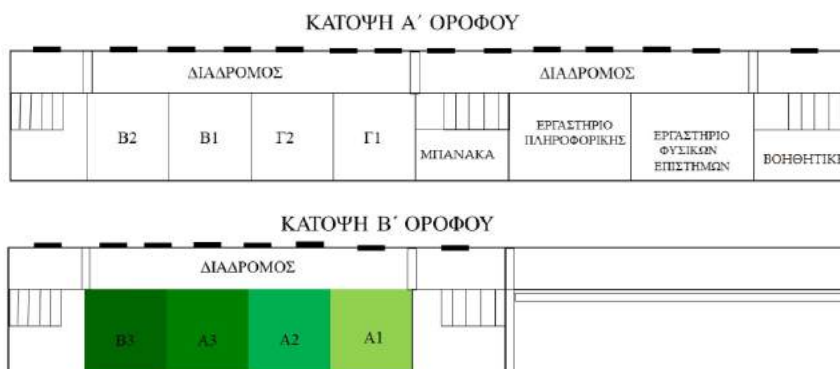 ΚΑΤΟΨΗ Α΄ ΟΡΟΦΟΥ
ΔΙΑΔΡΟΜΟΣ
ΔΙΑΔΡΟΜΟΣ
Β2
Β1
Γ2
Γ1
ΜΠΑΝΑΚΑ
ΕΡΓΑΣΤΗΡΙΟ
ΠΛΗΡΟΦΟΡΙΚΗΣ
ΕΡΓΑΣΤΗΡΙΟ
ΦΥΣΙΚΩΝ
ΕΠΙΣΤΗΜΩΝ
ΒΟΗΘΗΤΙΚΗ
ΚΑΤΟΨΗ Β΄ ΟΡΟΦΟΥ
ΔΙΑΔΡΟΜΟΣ
Β3
Α3
Α2
Α1